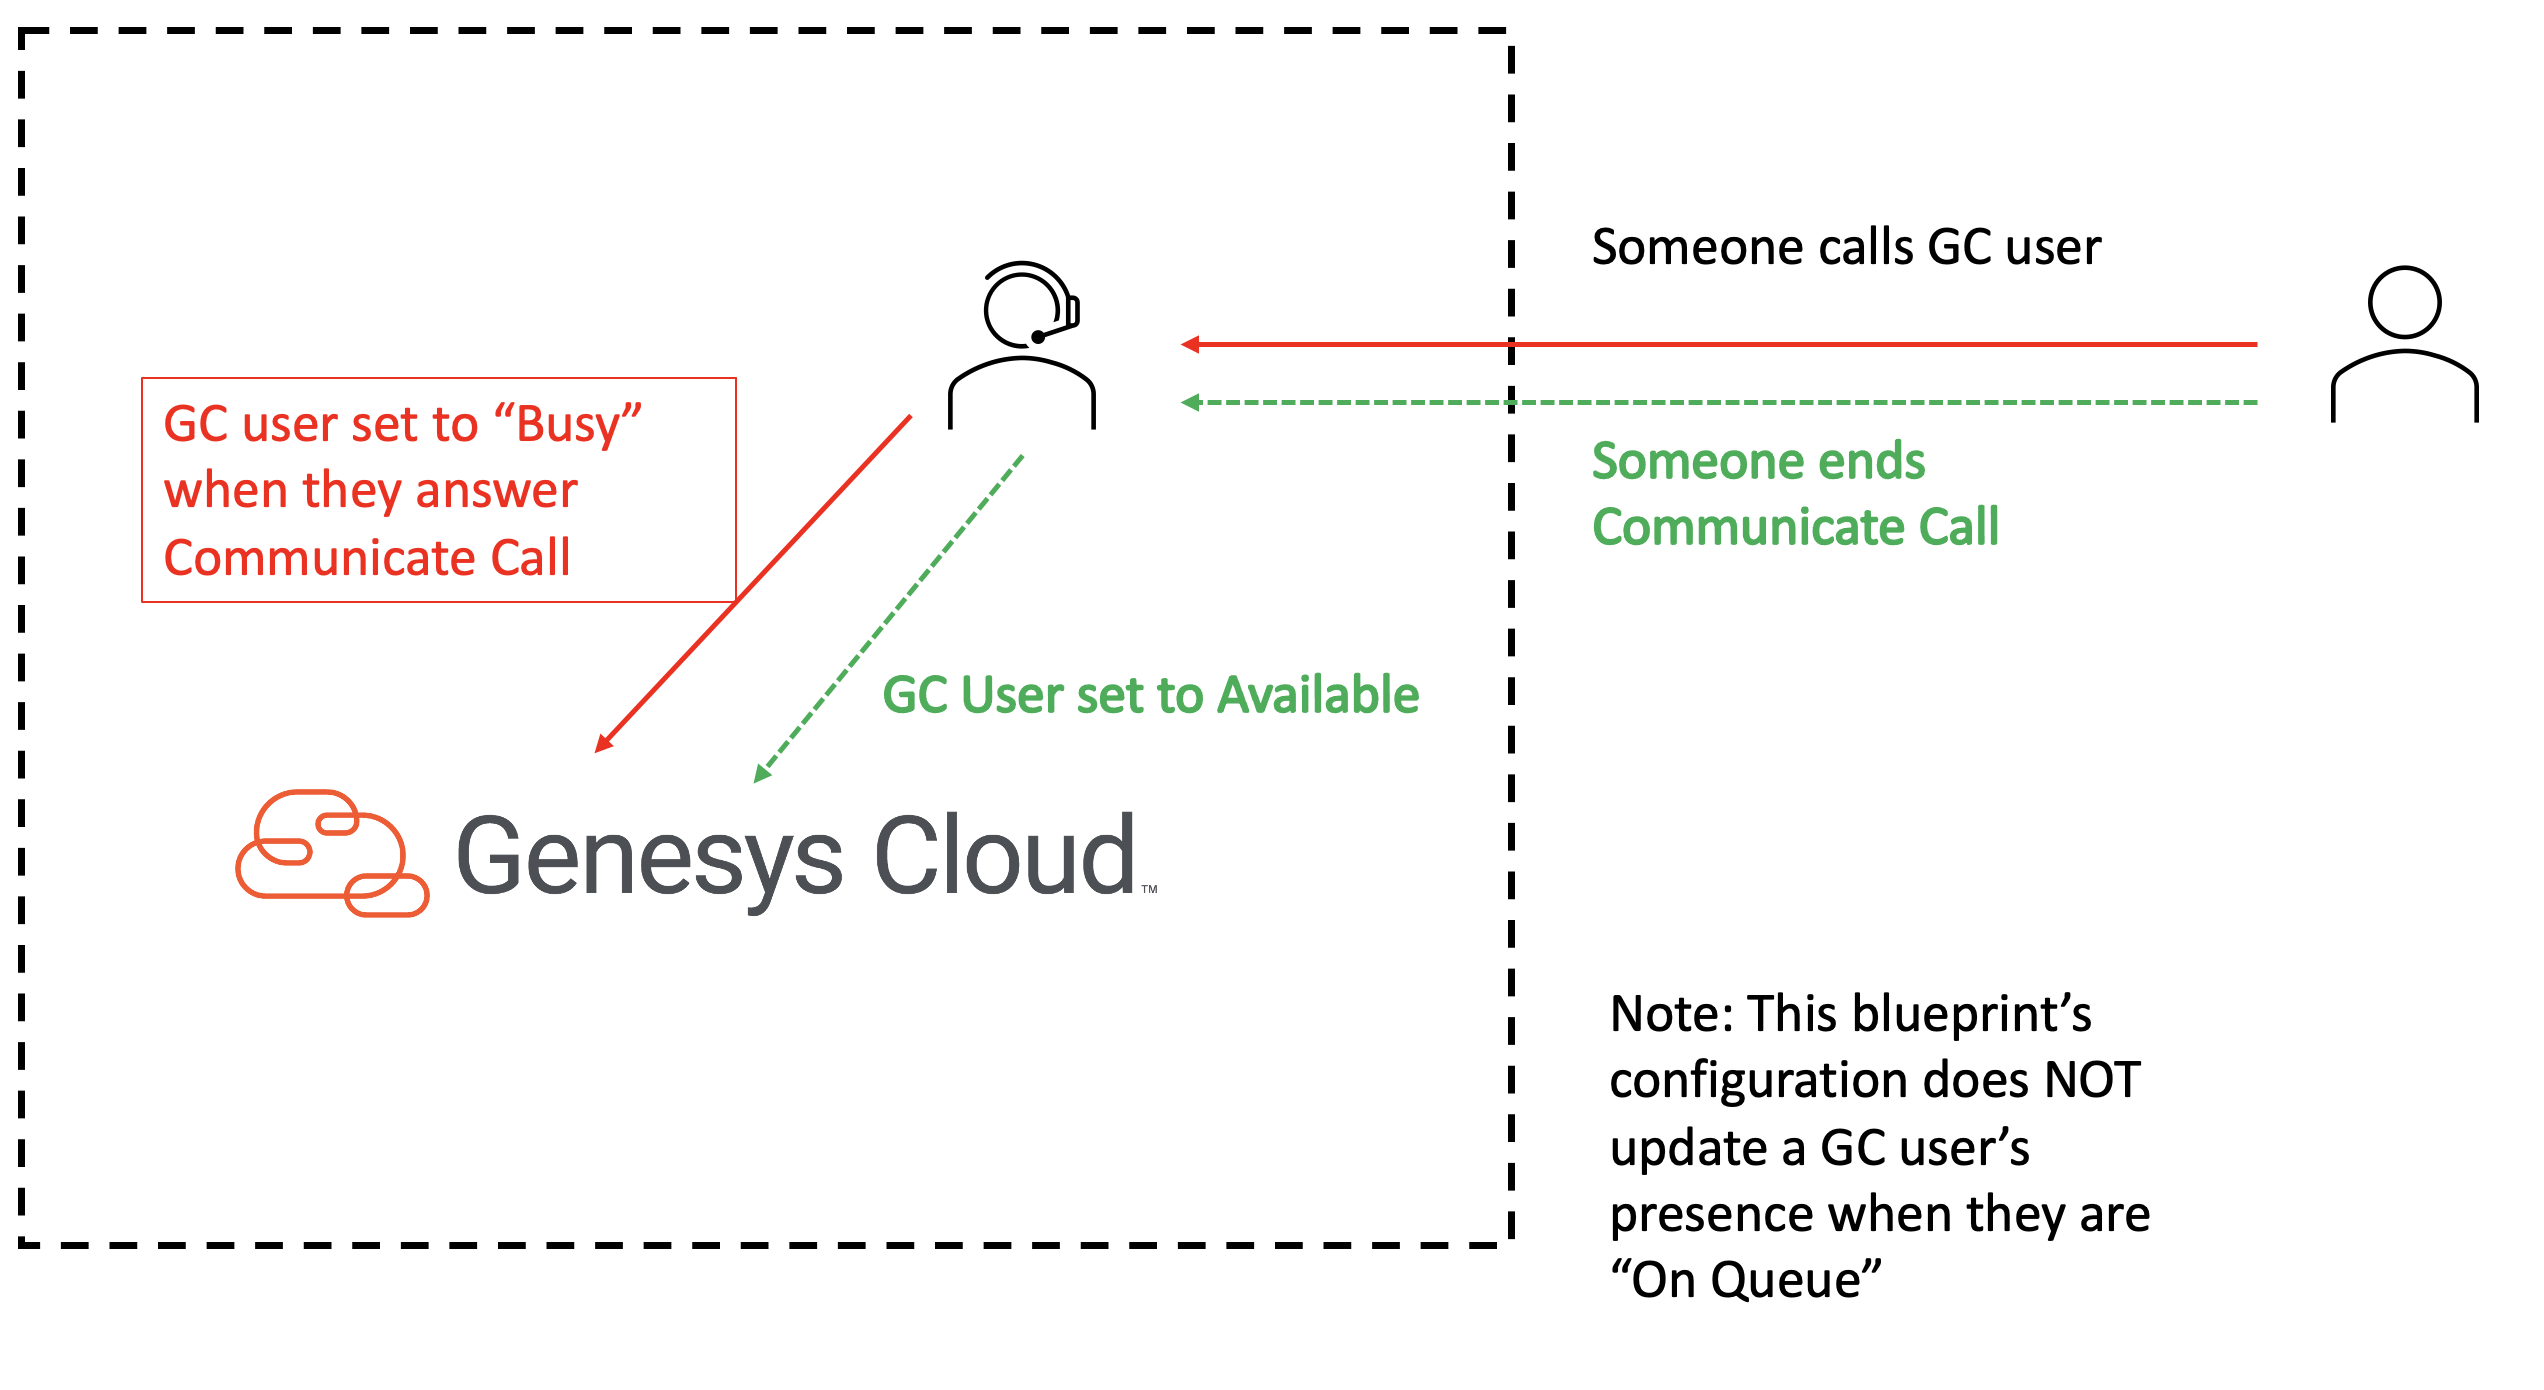 Someone calls GC user
GC user set to “Busy”
when they answer
Communicate Call
Someone ends
Communicate Call
GC User set to Available
Genesys Cloud™
Note: This blueprint’s
configuration does NOT
update a GC user’s
presence when they are
“On Queue”